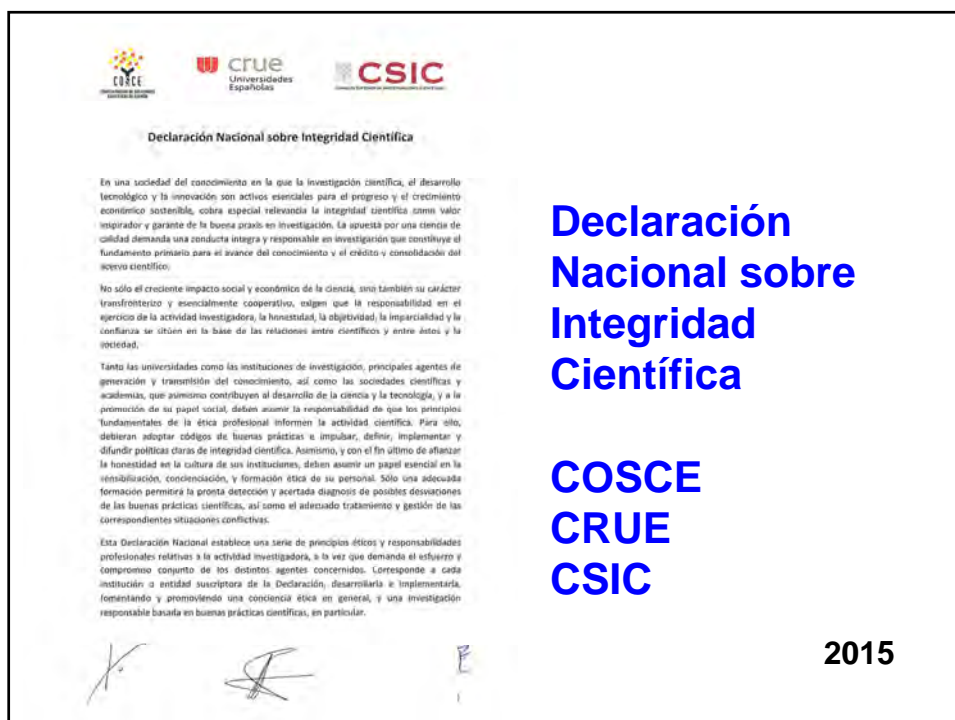 COSCE
crue
Universidades
Españolas
CSIC
Declaración Nacional sobre Integridad Científica
En una sociedad del conocimiento en la que la investigación científica, el desarrollo
tecnológico y la innovación son activos esenciales para el progreso y el crecimiento
económico sostenible, cobra especial relevancia la integridad científica como valor
inspirador y garante de la buena praxis en investigación. La apuesta por una ciencia de
calidad demanda una conducta íntegra y responsable en investigación que constituye el
fundamento primario para el avance del conocimiento y el crédito y consolidación del
acervo científico.
No sólo el creciente impacto social y económico de la ciencia, sino también su carácter
transfronterizo y esencialmente cooperativo, exigen que la responsabilidad en el
ejercicio de la actividad investigadora, la honestidad, la objetividad, la imparcialidad y la
confianza se sitúen en la base de las relaciones entre científicos y entre éstos y la
sociedad.
Tanto las universidades como las instituciones de investigación, principales agentes de
generación y transmisión del conocimiento, así como las sociedades científicas y
academias, que asimismo contribuyen al desarrollo de la ciencia y la tecnología, y a la
promoción de su papel social, deben asumir la responsabilidad de que los principios
fundamentales de la ética profesional informen la actividad científica. Para ello,
debieran adoptar códigos de buenas prácticas e impulsar, definir, implementar y
difundir políticas claras de integridad científica. Asimismo, y con el fin último de afianzar
la honestidad en la cultura de sus instituciones, deben asumir un papel esencial en la
sensibilización, concienciación, y formación ética de su personal. Sólo una adecuada
formación permitirá la pronta detección y acertada diagnosis de posibles desviaciones
de las buenas prácticas científicas, así como el adecuado tratamiento y gestión de las
correspondientes situaciones conflictivas.
Esta Declaración Nacional establece una serie de principios éticos y responsabilidades
profesionales relativos a la actividad investigadora, a la vez que demanda el esfuerzo y
compromiso conjunto de los distintos agentes concernidos. Corresponde a cada
institución o entidad suscriptora de la Declaración, desarrollarla e implementarla,
fomentando y promoviendo una conciencia ética en general, y una investigación
responsable basada en buenas prácticas científicas, en particular.
Declaración
Nacional sobre
Integridad
Científica
COSCE
CRUE
CSIC
2015